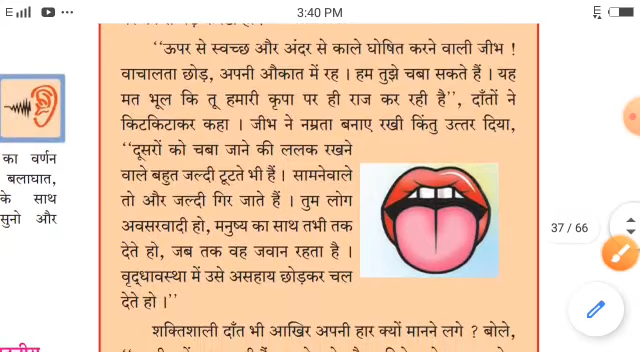 E 3:40 PM E
"ऊपर से स्वच्छ और अंदर से काले घोषित करने वाली जीभ !
वाचालता छोड़, अपनी औकात में रह । हम तुझे चबा सकते हैं । यह
मत भूल कि तू हमारी कृपा पर ही राज कर रही है", दाँतों ने
किटकिटाकर कहा । जीभ ने नम्रता बनाए रखी किंतु उत्तर दिया,
"दूसरों को चबा जाने की ललक रखने
वाले बहुत जल्दी टूटते भी हैं । सामनेवाले
तो और जल्दी गिर जाते हैं । तुम लोग
अवसरवादी हो, मनुष्य का साथ तभी तक
देते हो, जब तक वह जवान रहता है ।
वृद्धावस्था में उसे असहाय छोड़कर चल
देते हो ।"
शक्तिशाली दाँत भी आखिर अपनी हार क्यों मानने लगे ? बोले,
का वर्णन
बलाघात,
के साथ
सुनो और
37 / 66